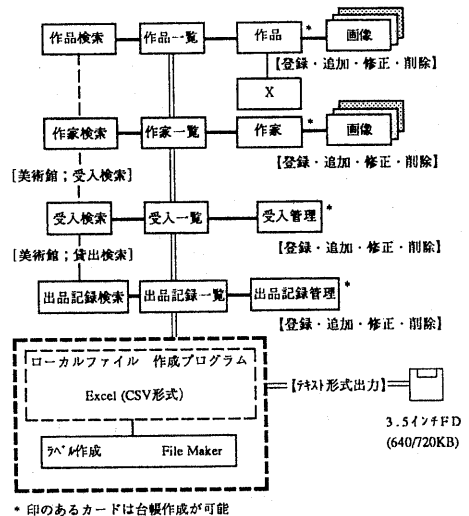 作品検索 作品一覧 作品 * 画像
【登録・追加・修正・削除】
X
作家検索 作家一覧 作家 * 画像
【登録・追加・修正・削除】
[美術館;受入検索]
受入検索 受入一覧 受入管理 *
【登録・追加・修正・削除】
[美術館;貸出検索]
出品記録検索 出品記録一覧 出品記録管理 *
【登録・追加・修正・削除】
ローカルファイル 作成プログラム
Excel (CSV形式)
【ﾃｷｽﾄ形式出力】
3.5インチFD
(640/720KB)
ﾗﾍﾞﾙ作成 File Maker
* 印のあるカードは台帳作成が可能